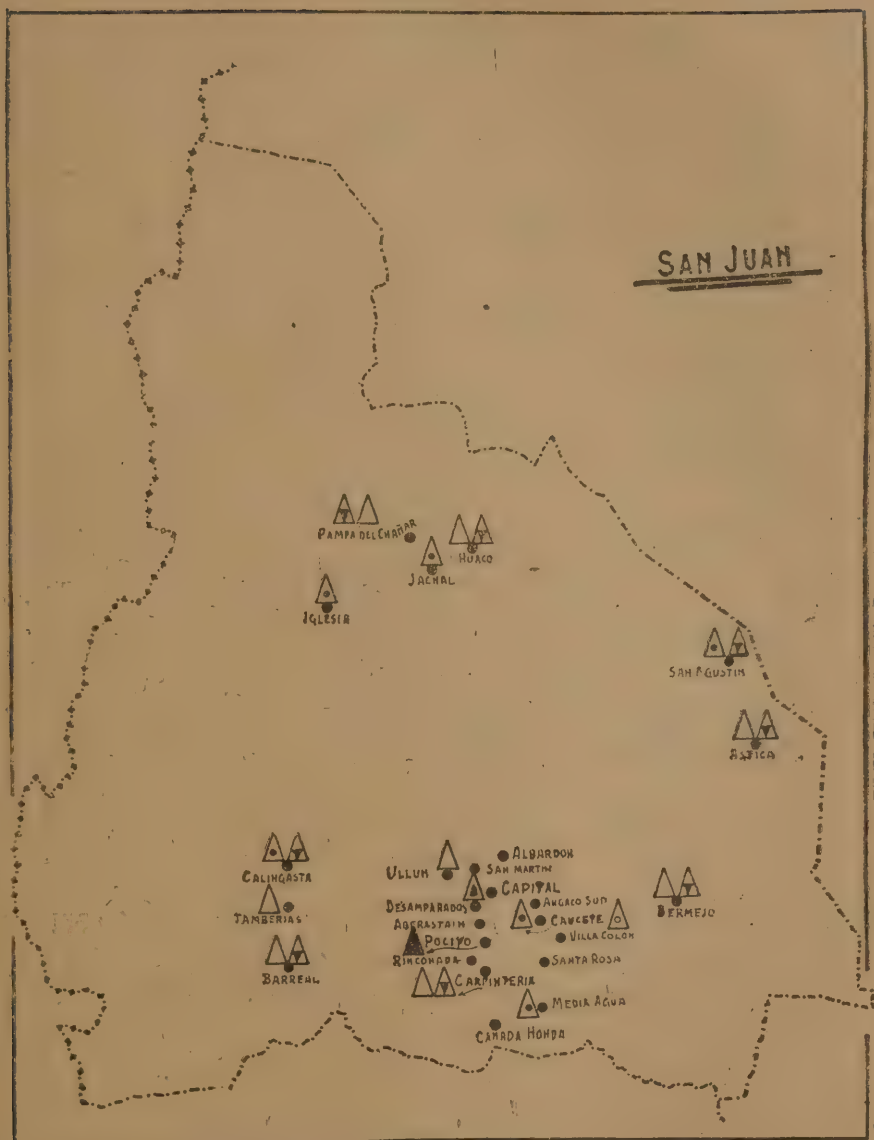 SAN JUAN
PAMPA DEL CHAÑAR
HUACO
JACHAL
IGLESIA
SAN AGUSTIN
ASTICA
ALBARDON
CALINGASTA
ULLUM
SAN MARTIN
CAPITAL
TAMBERIAS
DESAMPARADOS
ANGACO SUD
BERMEJO
ABERASTAIN
CAUCETE
POCITO
VILLA COLON
RINCONADA
SANTA ROSA
BARREAL
CARPINTERIA
MEDIA AGUA
CAÑADA HONDA